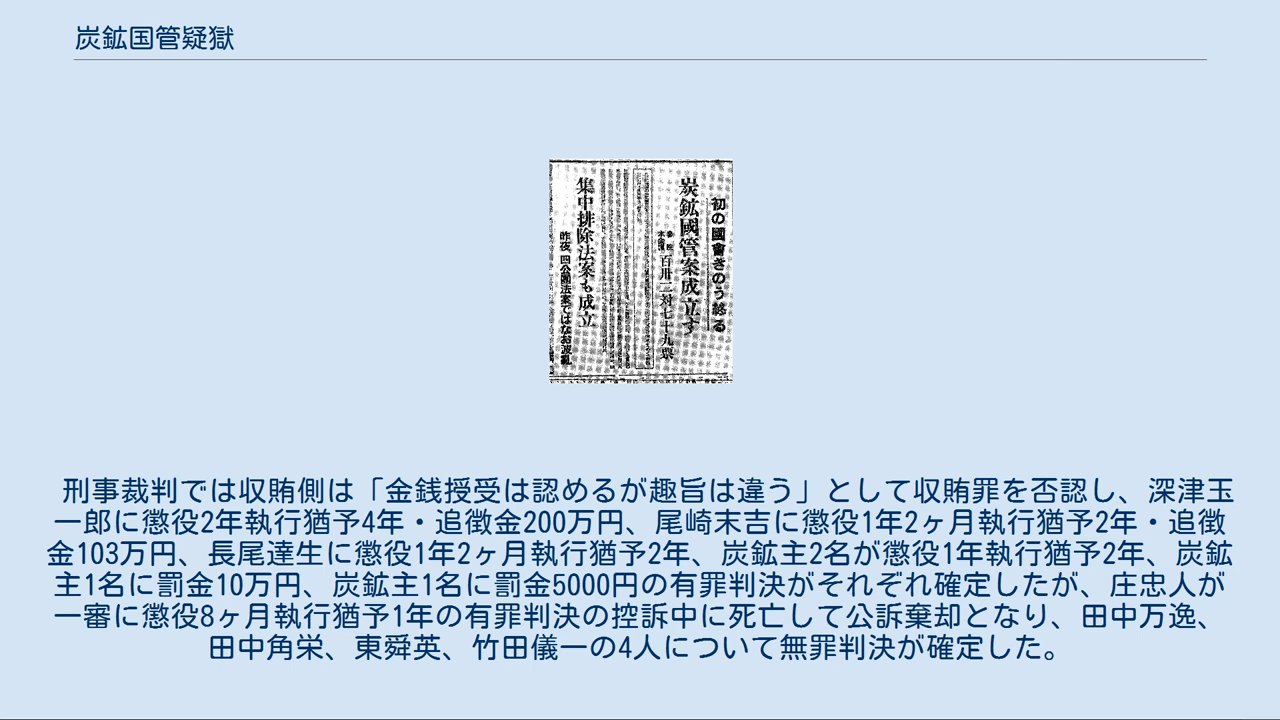 炭鉱国管疑獄
初の國會きのう終る
炭鉱國管案成立す
百卅二対七十九票
集中排除法案も成立
昨夜
刑事裁判では収賄側は「金銭授受は認めるが趣旨は違う」として収賄罪を否認し、深津玉
一郎に懲役2年執行猶予4年・追徴金200万円、尾崎末吉に懲役1年2ヶ月執行猶予2年・追徴
金103万円、長尾達生に懲役1年2ヶ月執行猶予2年、炭鉱主2名が懲役1年執行猶予2年、炭鉱
主1名に罰金10万円、炭鉱主1名に罰金5000円の有罪判決がそれぞれ確定したが、庄忠人が
一審に懲役8ヶ月執行猶予1年の有罪判決の控訴中に死亡して公訴棄却となり、田中万逸、
田中角栄、東舜英、竹田儀一の4人について無罪判決が確定した。